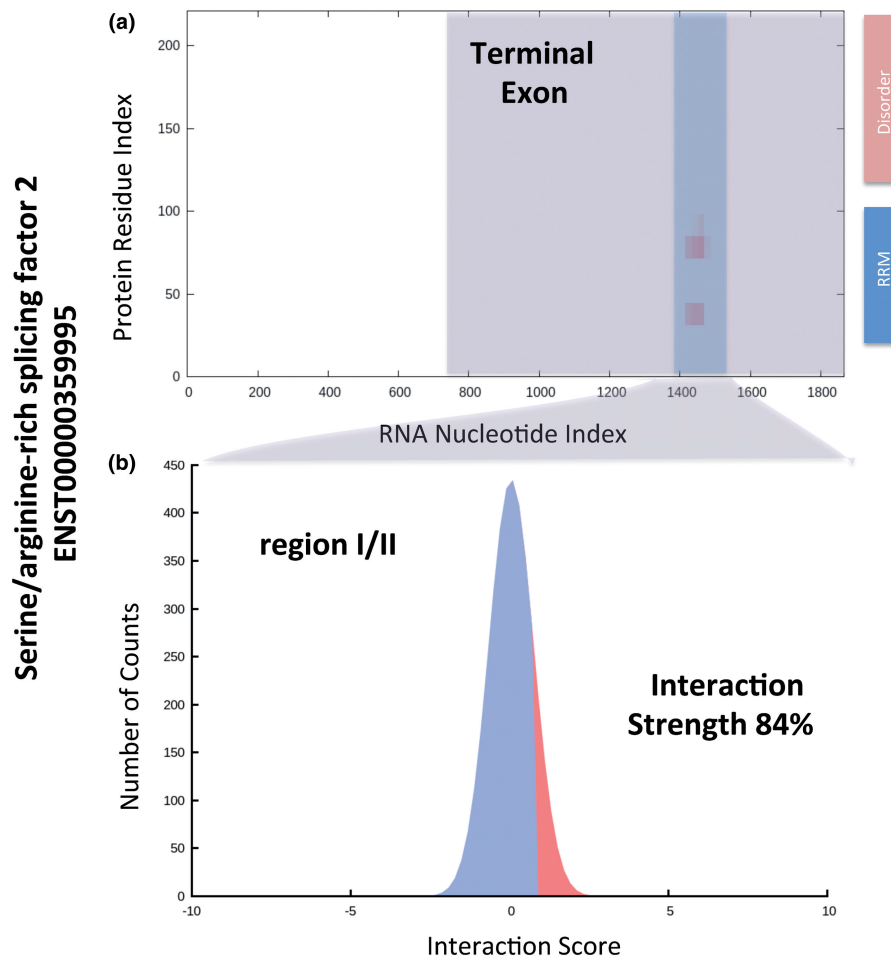 Serine/arginine-rich splicing factor 2
ENST00000359995
(a)
Terminal
Exon
Protein Residue Index
200
150
100
50
0
0 200 400 600 800 1000 1200 1400 1600 1800
RNA Nucleotide Index
Disorder
RRM
(b)
region I/II
Interaction
Strength 84%
Number of Counts
450
400
350
300
250
200
150
100
50
0
-10 -5 0 5 10
Interaction Score